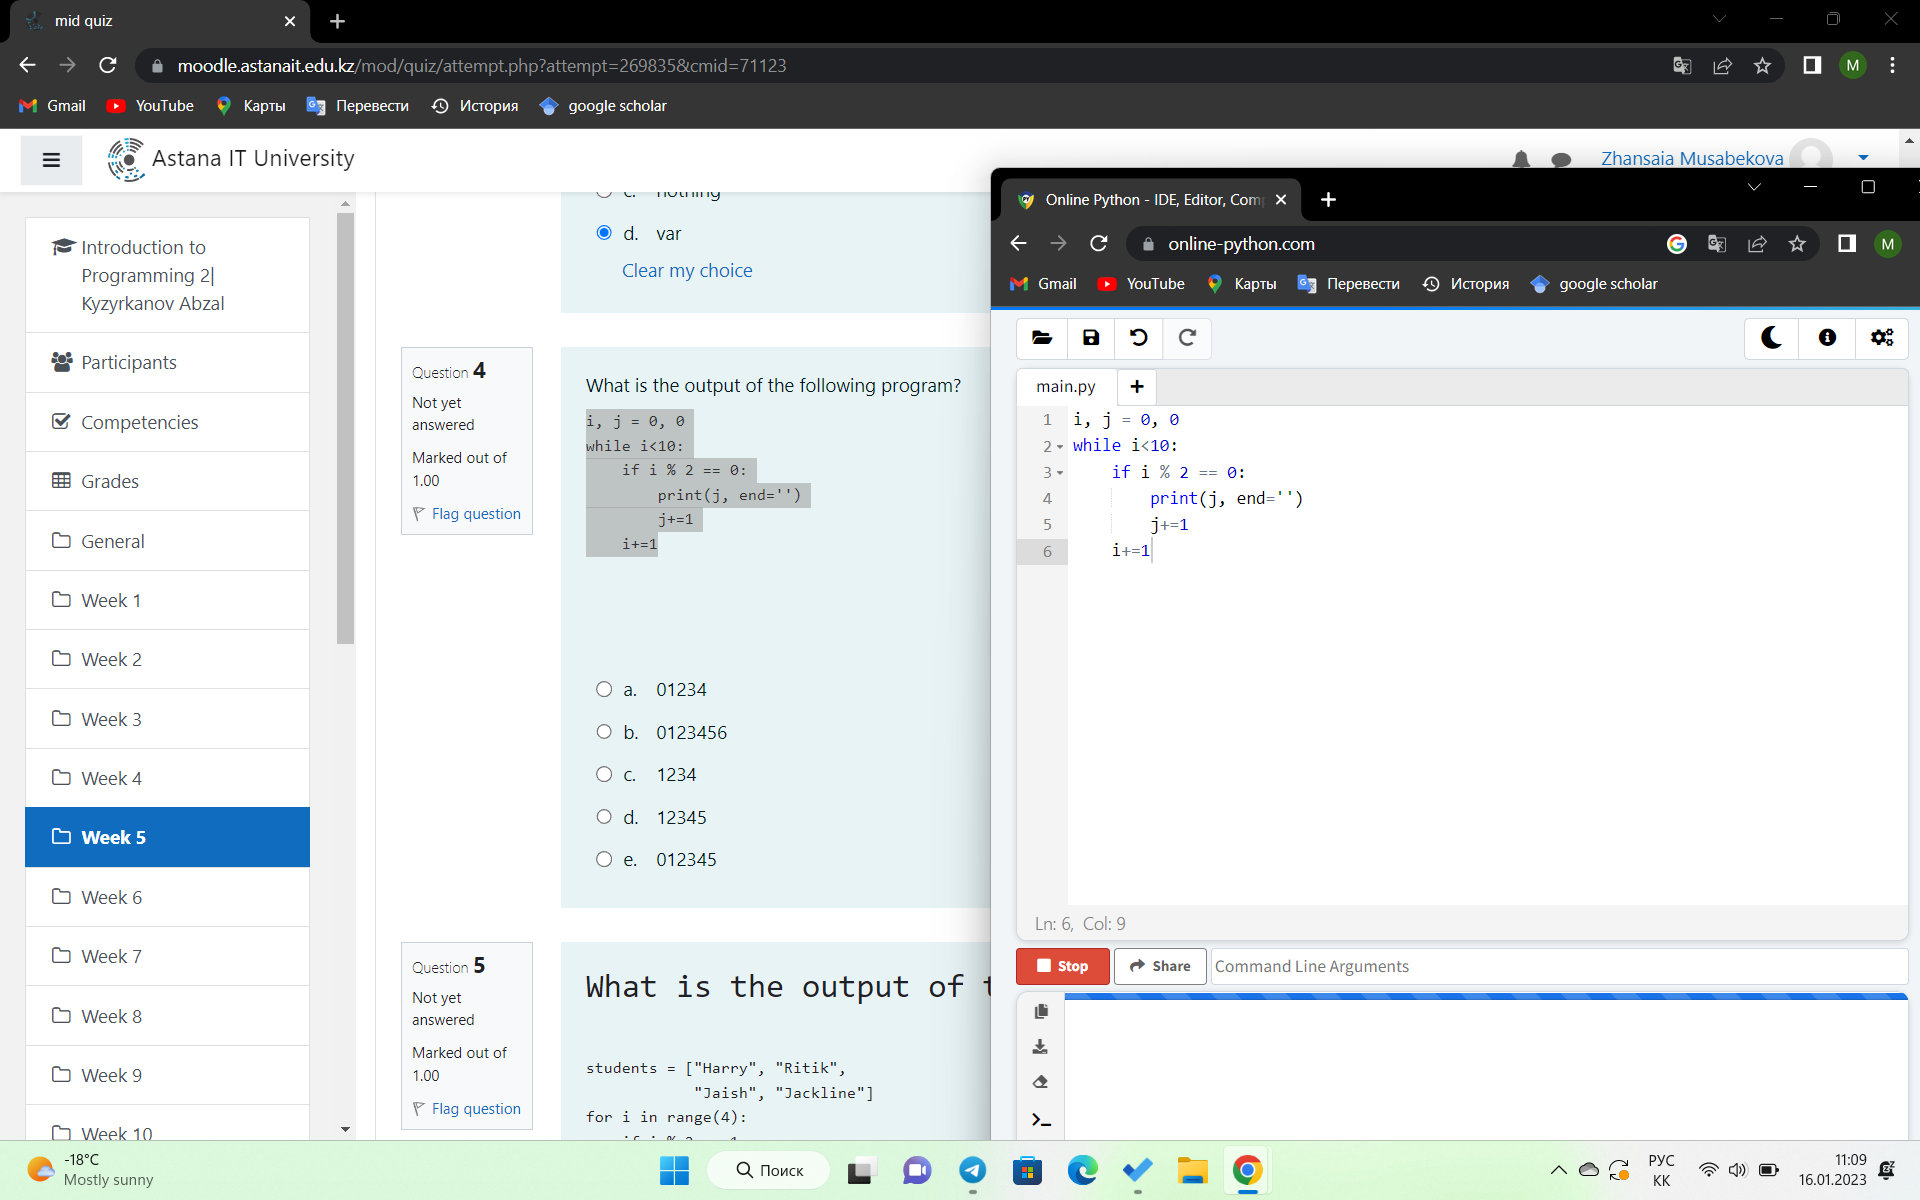 mid quiz
moodle.astanait.edu.kz/mod/quiz/attempt.php?attempt=269835&cmid=71123
M
Gmail
YouTube
Карты
Перевести
История
google scholar
Astana IT University
Zhansaia Musabekova
Introduction to
Programming 2|
Kyzyrkanov Abzal
Participants
Competencies
Grades
General
Week 1
Week 2
Week 3
Week 4
Week 5
Week 6
Week 7
Week 8
Week 9
Week 10
c. nothing
d. var
Clear my choice
Question 4
Not yet
answered
Marked out of
1.00
Flag question
What is the output of the following program?
i, j = 0, 0
while i<10:
    if i % 2 == 0:
        print(j, end='')
        j+=1
    i+=1
a. 01234
b. 0123456
c. 1234
d. 12345
e. 012345
Question 5
Not yet
answered
Marked out of
1.00
Flag question
What is the output of
students = ["Harry", "Ritik",
            "Jaish", "Jackline"]
for i in range(4):
Online Python - IDE, Editor, Com
online-python.com
M
Gmail
YouTube
Карты
Перевести
История
google scholar
main.py
+
1 i, j = 0, 0
2 while i<10:
3     if i % 2 == 0:
4         print(j, end='')
5         j+=1
6     i+=1
Ln: 6, Col: 9
Stop
Share
Command Line Arguments
-18°C
Mostly sunny
Поиск
РУС
КК
11:09
16.01.2023